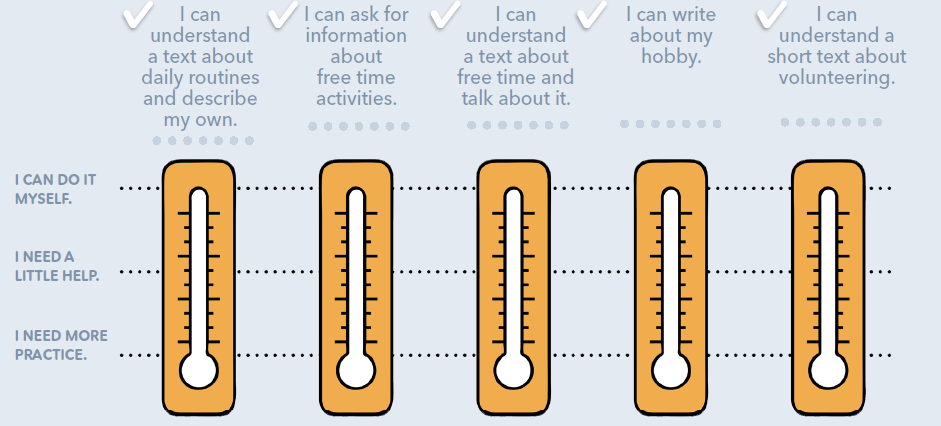 I can
understand
a text about
daily routines
and describe
my own.
I can ask for
information
about
free time
activities.
I can
understand
a text about
free time and
talk about it.
I can write
about my
hobby.
I can
understand a
short text about
volunteering.
I CAN DO IT
MYSELF.
I NEED A
LITTLE HELP.
I NEED MORE
PRACTICE.